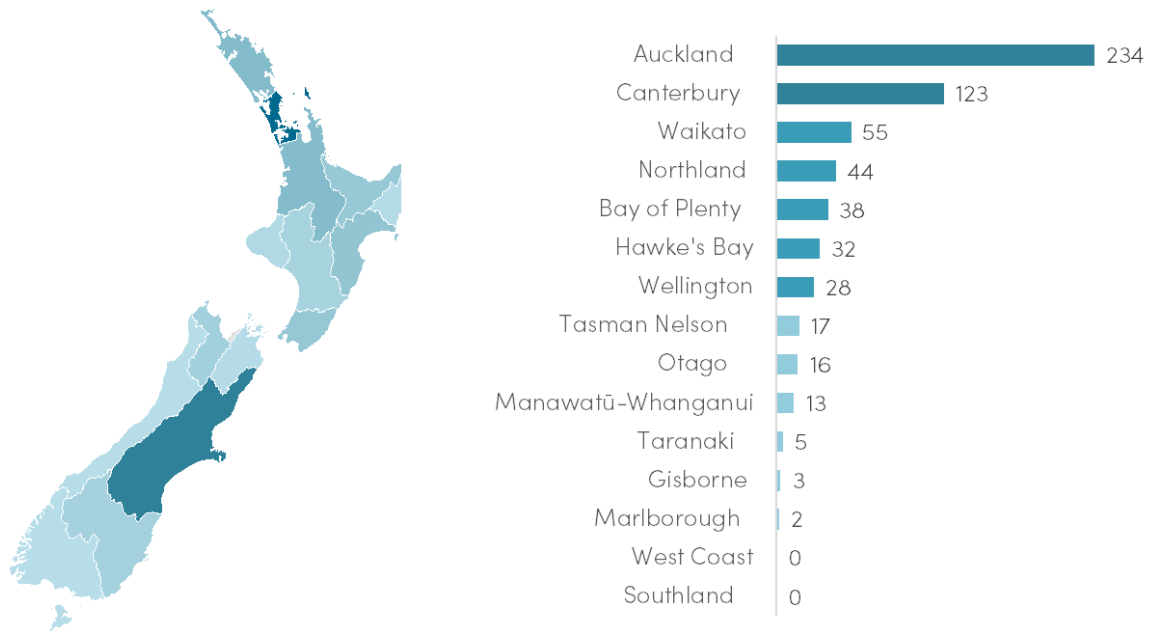 Auckland 234
Canterbury 123
Waikato 55
Northland 44
Bay of Plenty 38
Hawke's Bay 32
Wellington 28
Tasman Nelson 17
Otago 16
Manawatū-Whanganui 13
Taranaki 5
Gisborne 3
Marlborough 2
West Coast 0
Southland 0